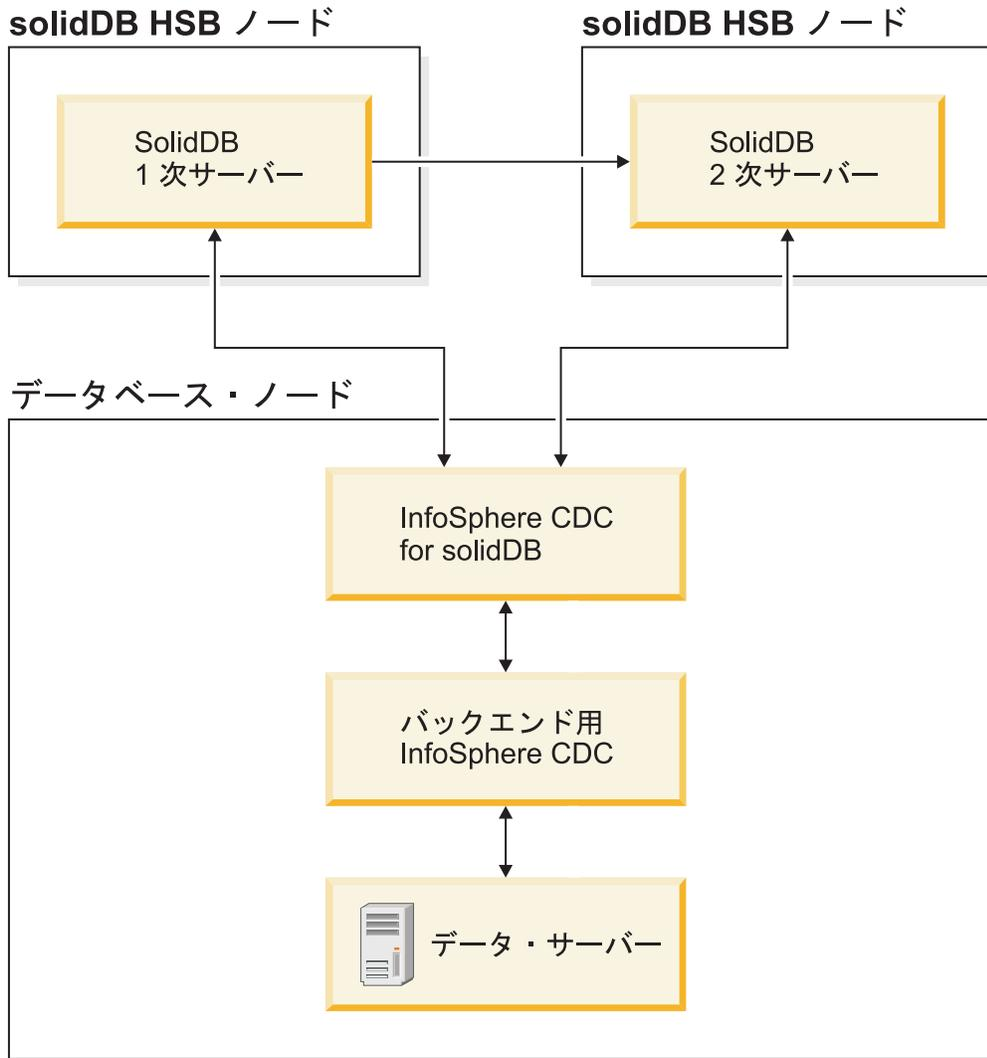 solidDB HSB ノード
solidDB HSB ノード
SolidDB
1 次サーバー
SolidDB
2 次サーバー
データベース・ノード
InfoSphere CDC
for solidDB
バックエンド用
InfoSphere CDC
データ・サーバー